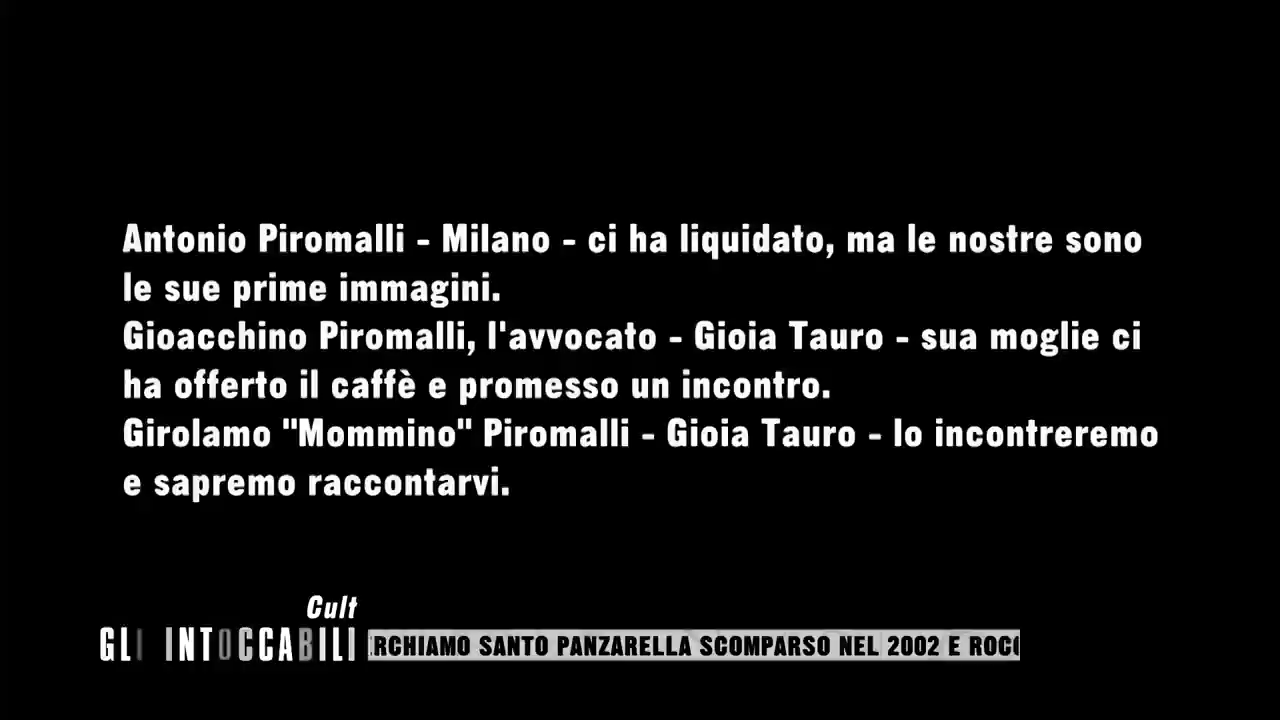 Antonio Piromalli - Milano - ci ha liquidato, ma le nostre sono
le sue prime immagini.
Gioacchino Piromalli, l'avvocato - Gioia Tauro - sua moglie ci
ha offerto il caffè e promesso un incontro.
Girolamo "Mommino" Piromalli - Gioia Tauro - lo incontreremo
e sapremo raccontarvi.
Cult
GLI INTOCCABILI
ERCHIAMO SANTO PANZARELLA SCOMPARSO NEL 2002 E ROCC